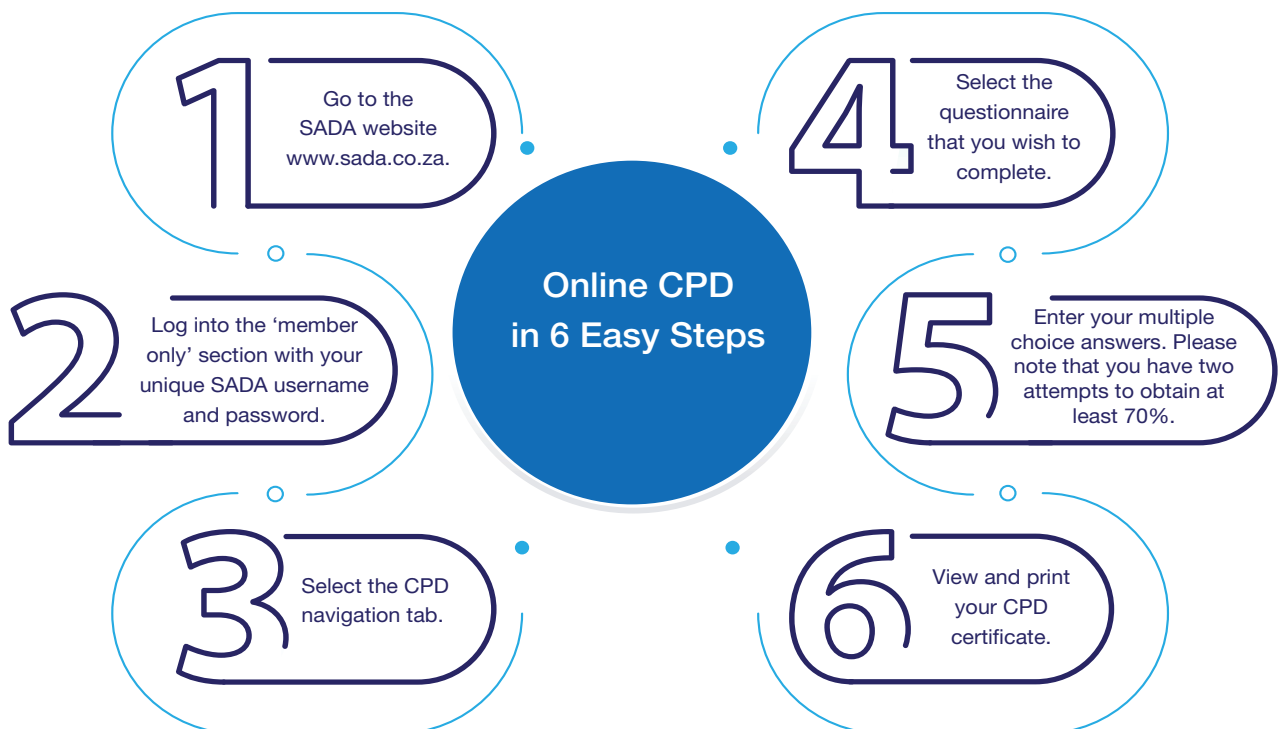 Online CPD
in 6 Easy Steps
1
Go to the
SADA website
www.sada.co.za.
2
Log into the ‘member
only’ section with your
unique SADA username
and password.
3
Select the CPD
navigation tab.
4
Select the
questionnaire
that you wish to
complete.
5
Enter your multiple
choice answers. Please
note that you have two
attempts to obtain at
least 70%.
6
View and print
your CPD
certificate.